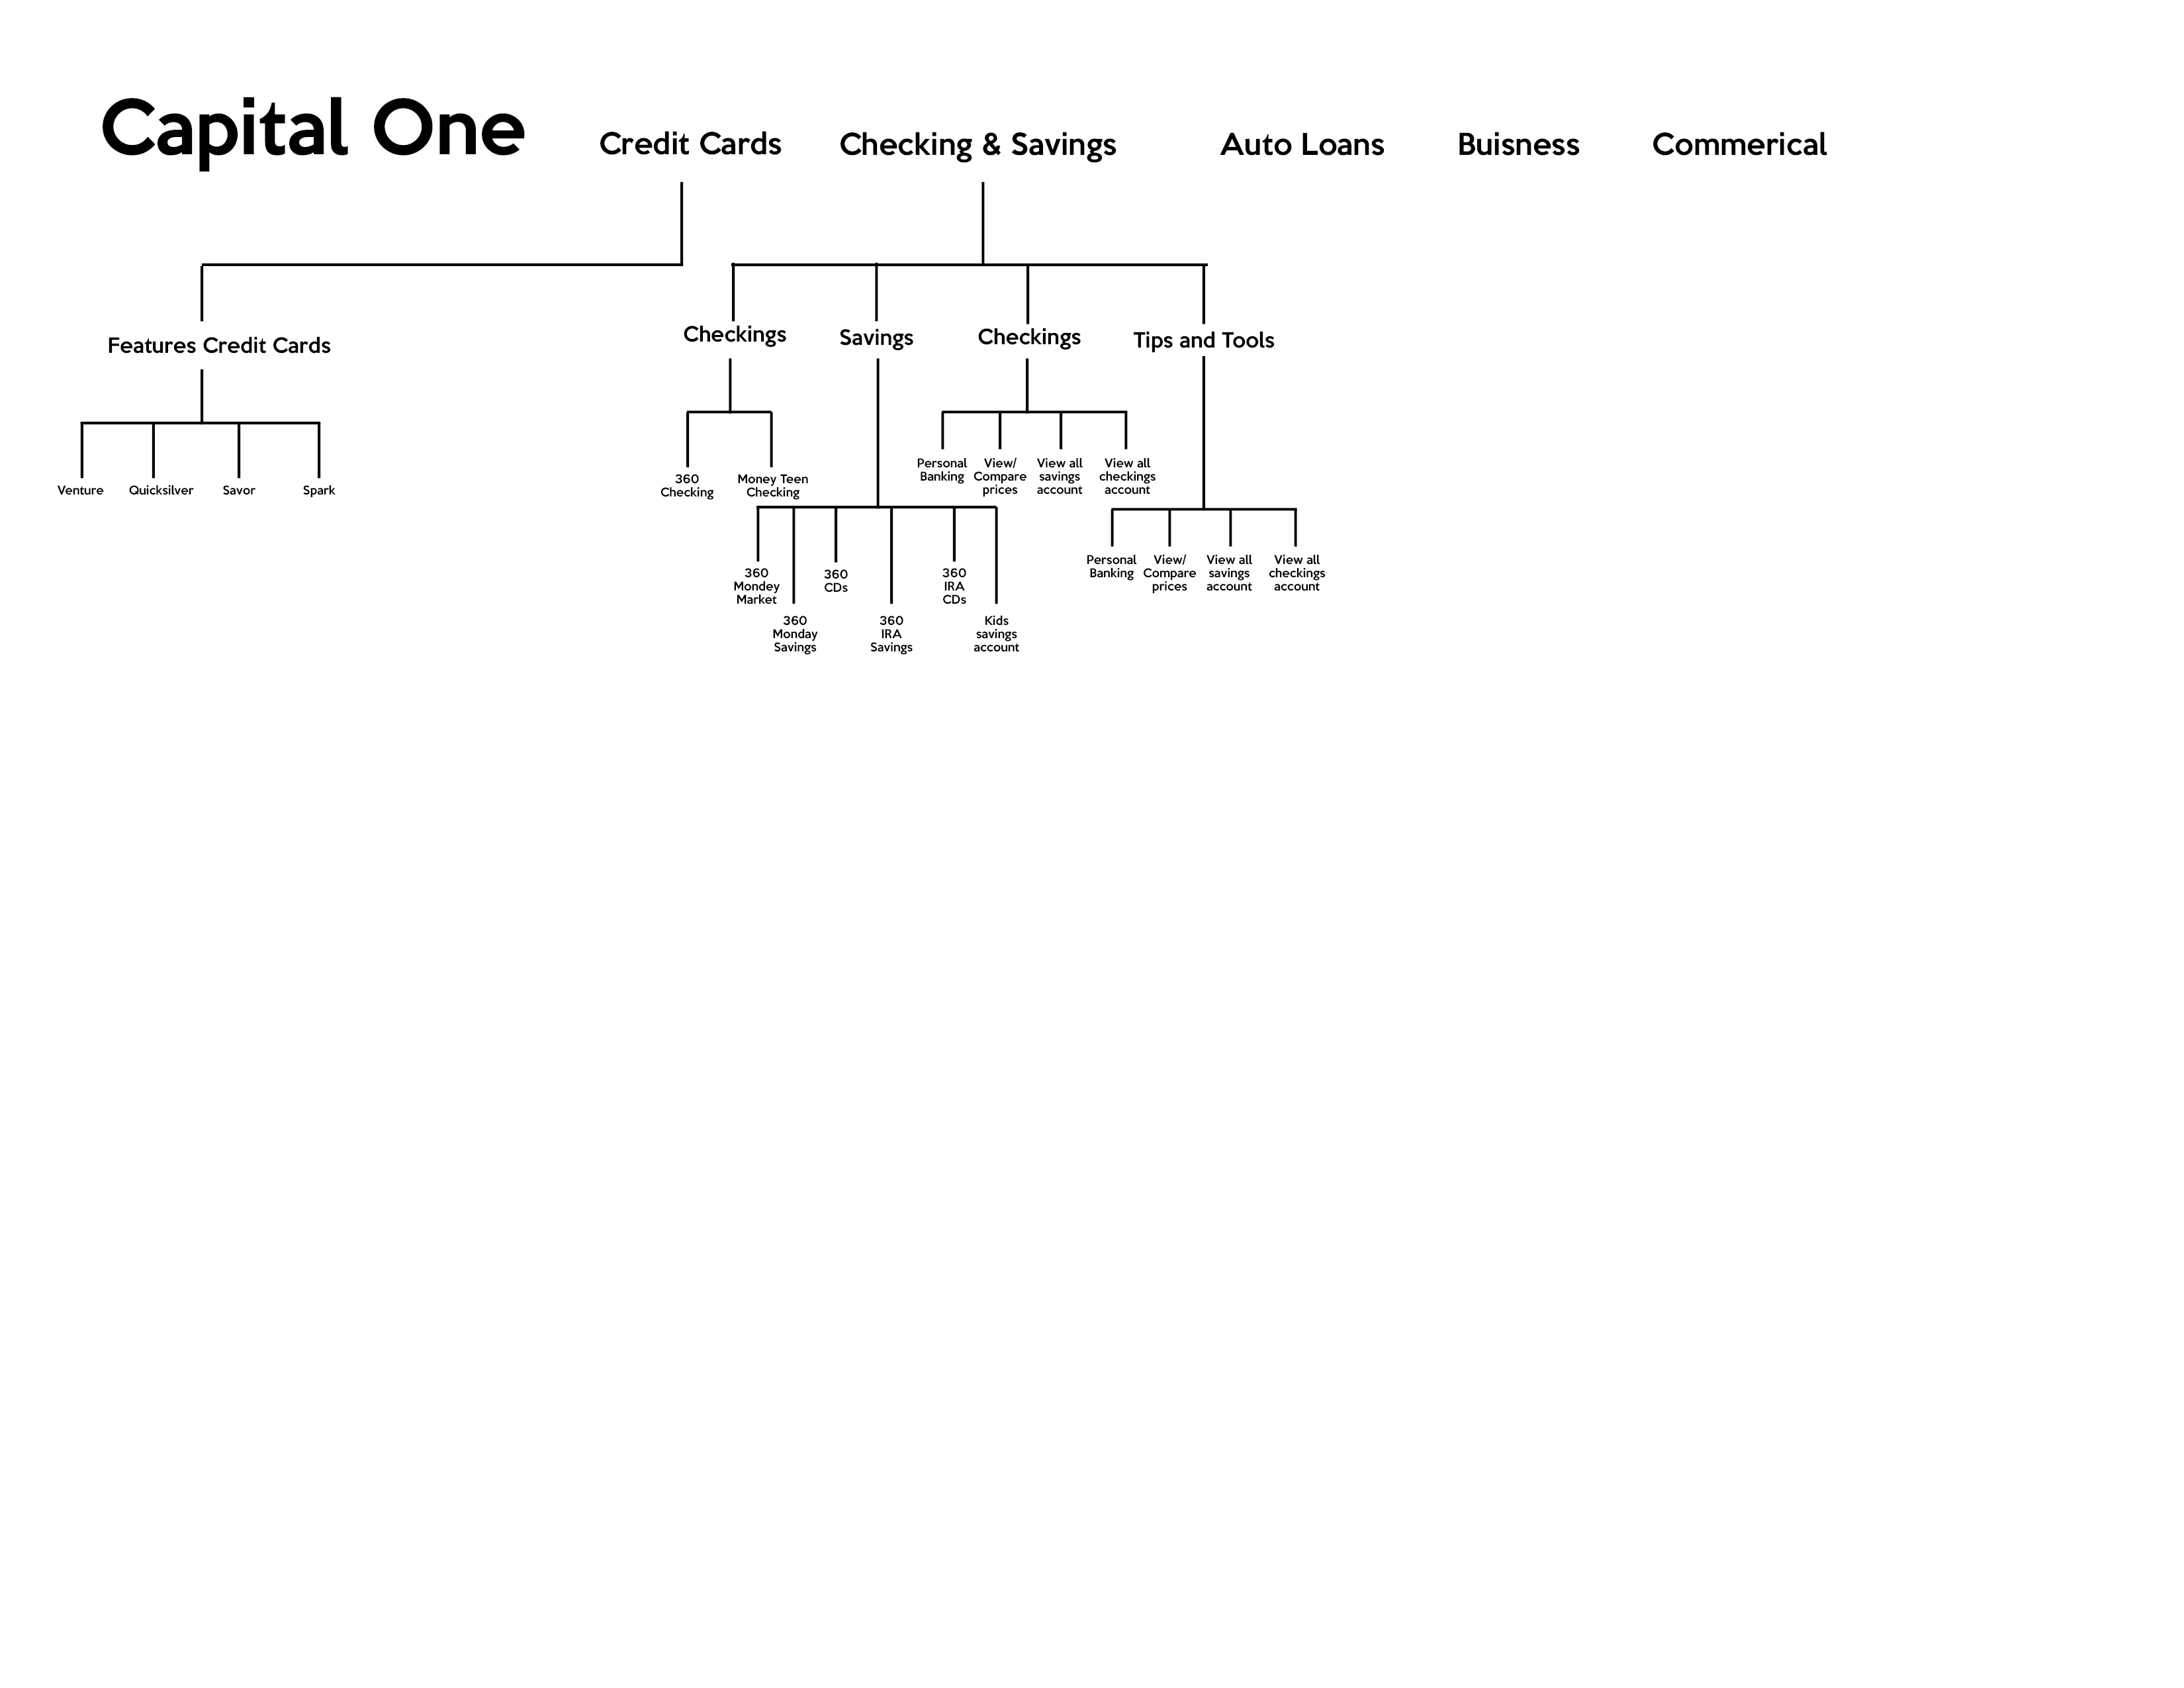 Capital One
Credit Cards
Checking & Savings
Auto Loans
Buisness
Commerical
Features Credit Cards
Venture
Quicksilver
Savor
Spark
Checkings
Savings
Checkings
Tips and Tools
360
Checking
Money Teen
Checking
360
Mondey
Market
360
Monday
Savings
360
CDs
360
IRA
Savings
360
IRA
CDs
Kids
savings
account
Personal
Banking
View/
Compare
prices
View all
savings
account
View all
checkings
account
Personal
Banking
View/
Compare
prices
View all
savings
account
View all
checkings
account